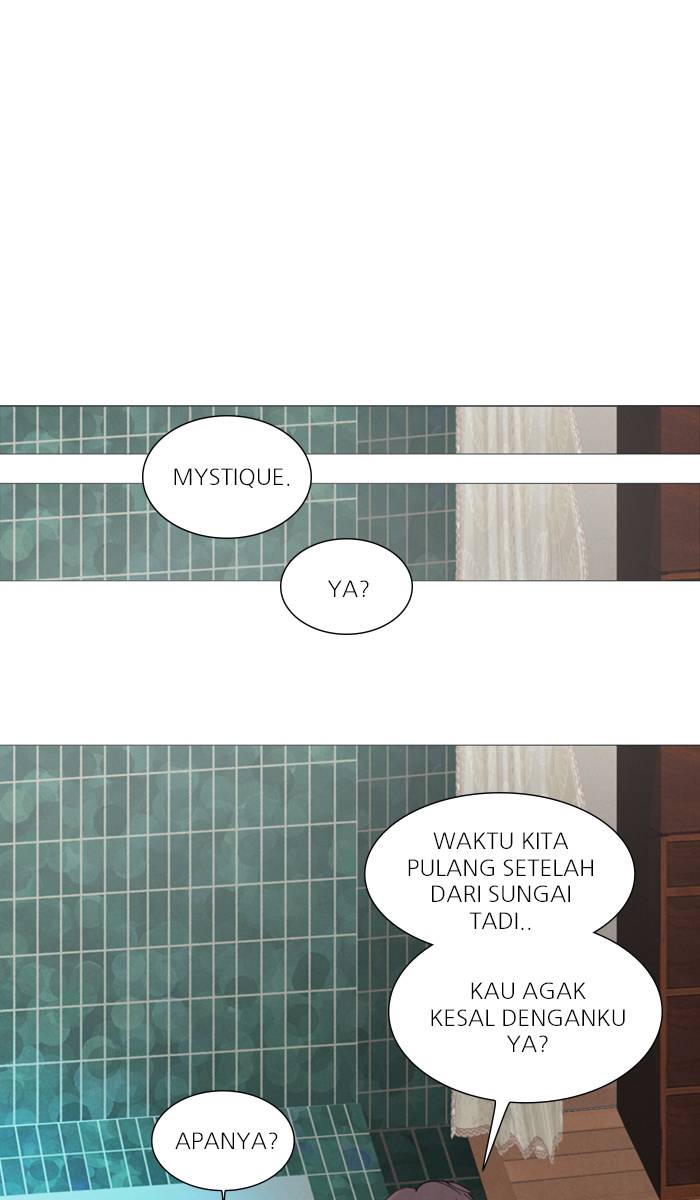 MYSTIQUE.
YA?
WAKTU KITA
PULANG SETELAH
DARI SUNGAI
TADI..
KAU AGAK
KESAL DENGANKU
YA?
APANYA?